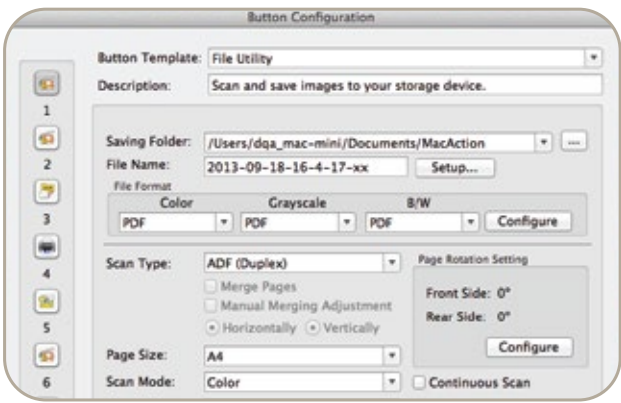 Button Configuration
Button Template: File Utility
Description: Scan and save images to your storage device.
1
Saving Folder: /Users/dqa_mac-mini/Documents/MacAction ...
2
File Name: 2013-09-18-16-4-17-xx Setup...
File Format
Color Grayscale B/W
3
PDF PDF PDF Configure
Scan Type: ADF (Duplex) Page Rotation Setting
4
Merge Pages
Front Side: 0°
Manual Merging Adjustment
Rear Side: 0°
5
Horizontally Vertically
Page Size: A4 Configure
6
Scan Mode: Color Continuous Scan